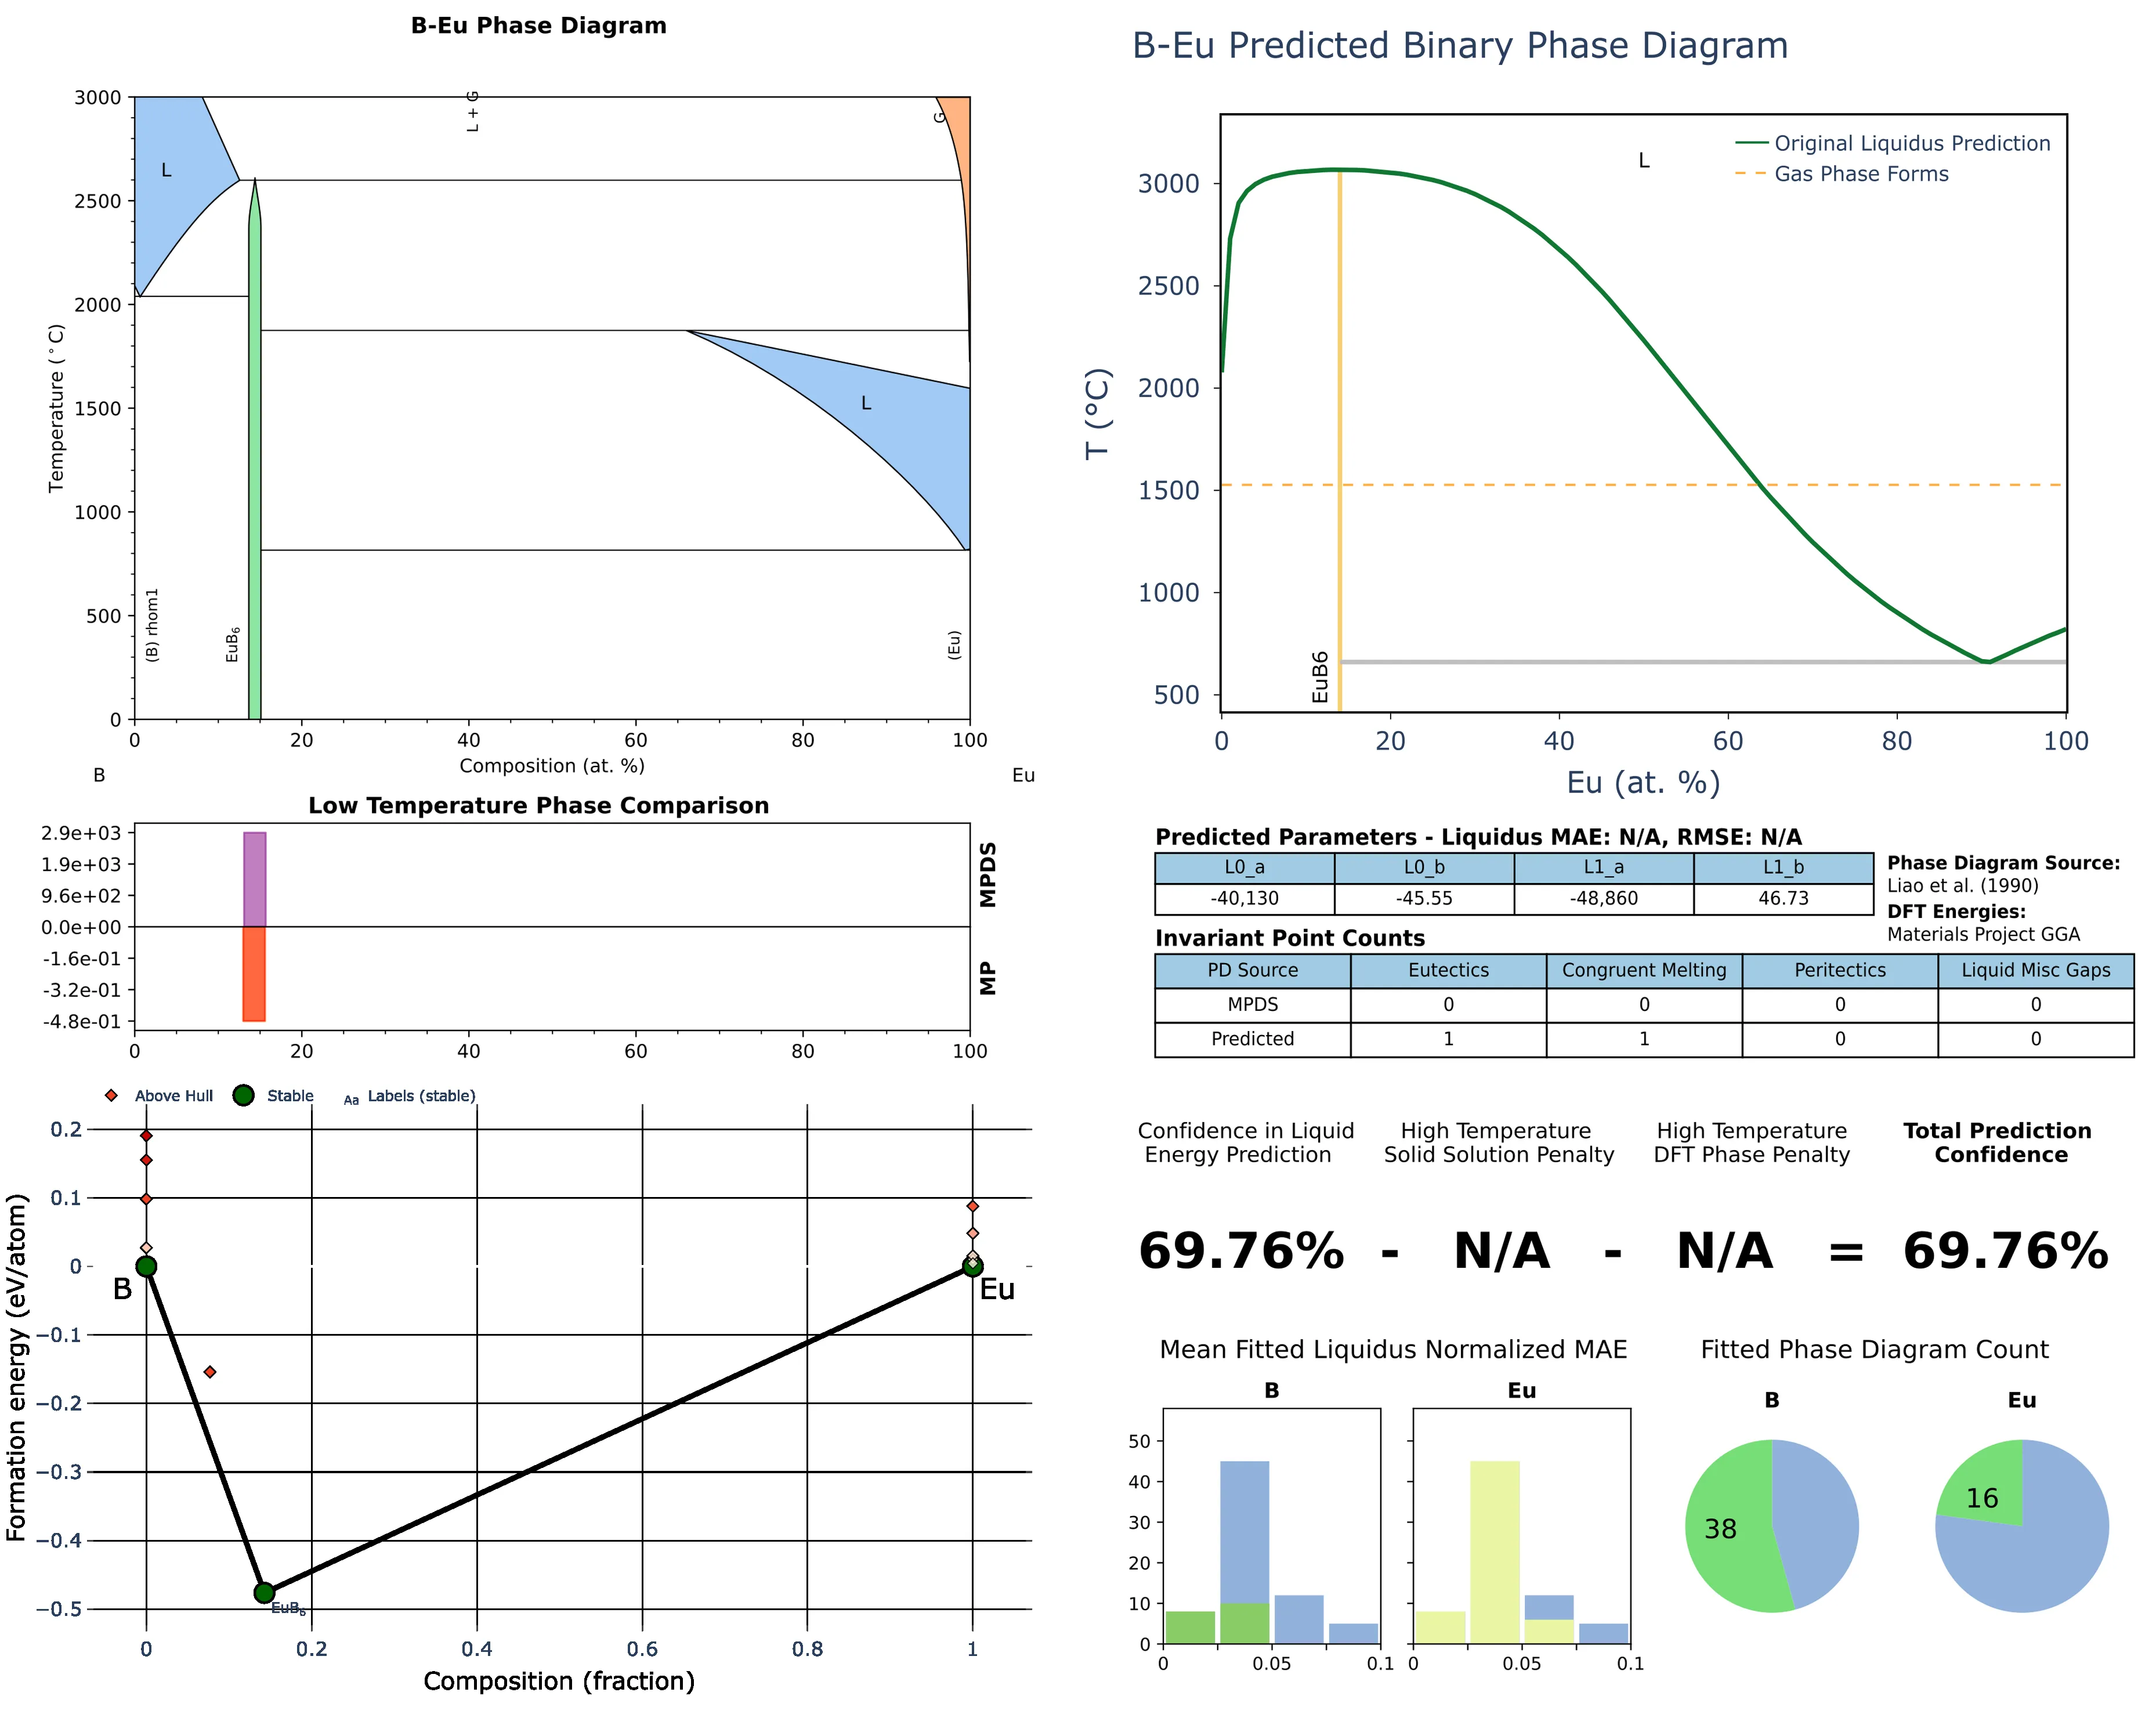 B-Eu Phase Diagram
3000
2500
2000
1500
1000
500
0
Temperature (°C)
L
L + G
G
L
(B) rhom1
EuB6
(Eu)
0 20 40 60 80 100
Composition (at. %)
B Eu
B-Eu Predicted Binary Phase Diagram
Original Liquidus Prediction
Gas Phase Forms
L
3000
2500
2000
1500
1000
500
T (°C)
EuB6
0 20 40 60 80 100
Eu (at. %)
Low Temperature Phase Comparison
2.9e+03
1.9e+03
9.6e+02
0.0e+00
-1.6e-01
-3.2e-01
-4.8e-01
MPDS
MP
0 20 40 60 80 100
Predicted Parameters - Liquidus MAE: N/A, RMSE: N/A
L0_a L0_b L1_a L1_b
-40,130 -45.55 -48,860 46.73
Phase Diagram Source:
Liao et al. (1990)
DFT Energies:
Materials Project GGA
Invariant Point Counts
PD Source Eutectics Congruent Melting Peritectics Liquid Misc Gaps
MPDS 0 0 0 0
Predicted 1 1 0 0
Above Hull Stable Aa Labels (stable)
0.2
0.1
0
−0.1
−0.2
−0.3
−0.4
−0.5
Formation energy (eV/atom)
B
Eu
EuB6
0 0.2 0.4 0.6 0.8 1
Composition (fraction)
Confidence in Liquid
Energy Prediction
High Temperature
Solid Solution Penalty
High Temperature
DFT Phase Penalty
Total Prediction
Confidence
69.76% - N/A - N/A = 69.76%
Mean Fitted Liquidus Normalized MAE
B Eu
50
40
30
20
10
0
0 0.05 0.1 0 0.05 0.1
Fitted Phase Diagram Count
B Eu
38
16